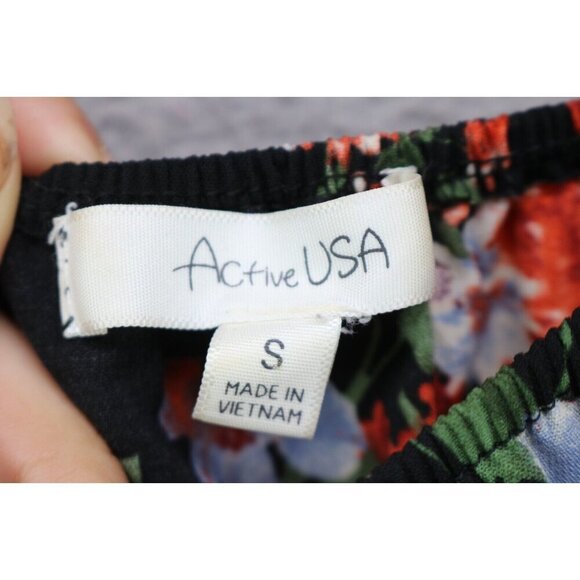 Active USA
S
MADE IN
VIETNAM